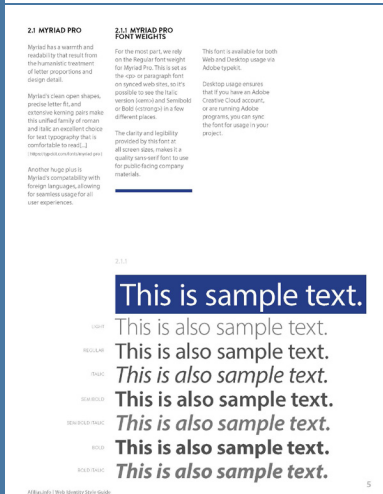 2.1 MYRIAD PRO
Myriad has a warmth and
readability that result from
the humanistic treatment
of letter proportions and
design detail.
Myriad's clean open shapes,
precise letter fit, and
extensive kerning pairs make
this unified family of roman
and italic an excellent choice
for text typography that is
comfortable to read[...]
Another huge plus is
Myriad's compatability with
foreign languages, allowing
for seamless usage for all
user experiences.
2.1.1 MYRIAD PRO
FONT WEIGHTS
For the most part, we rely
on the Regular font weight
for Myriad Pro. This is set as
the <p> or paragraph font
on synced web sites, so it's
possible to see the Italic
version (<em>) and Semibold
or Bold (<strong>) in a few
different places.
The clarity and legibility
provided by this font at
all screen sizes, makes it a
quality sans-serif font to use
for public-facing company
materials.
This font is available for both
Web and Desktop usage via
Adobe typekit.
Desktop usage ensures
that if you have an Adobe
Creative Cloud account,
or are running Adobe
programs, you can sync
the font for usage in your
project.
2.1.1
This is sample text.
LIGHT This is also sample text.
REGULAR This is also sample text.
ITALIC This is also sample text.
SEMIBOLD This is also sample text.
SEMIBOLD ITALIC This is also sample text.
BOLD This is also sample text.
BOLD ITALIC This is also sample text.
| Web Identity Style Guide
5